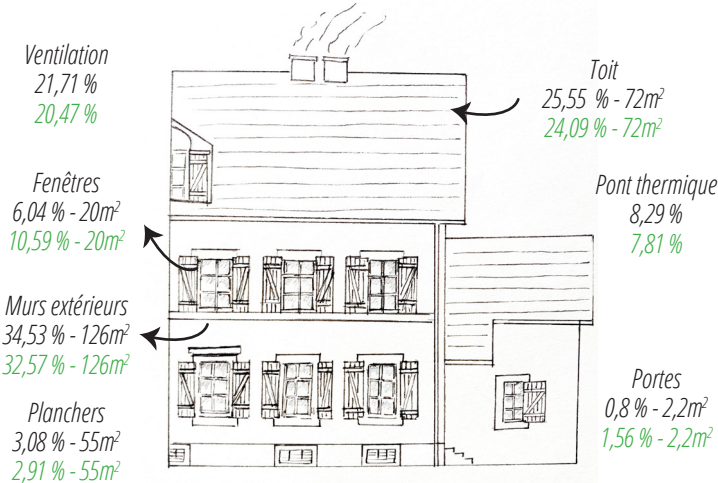 Ventilation
21,71 %
20,47 %
Toit
25,55 % - 72m²
24,09 % - 72m²
Fenêtres
6,04 % - 20m²
10,59 % - 20m²
Pont thermique
8,29 %
7,81 %
Murs extérieurs
34,53 % - 126m²
32,57 % - 126m²
Planchers
3,08 % - 55m²
2,91 % - 55m²
Portes
0,8 % - 2,2m²
1,56 % - 2,2m²